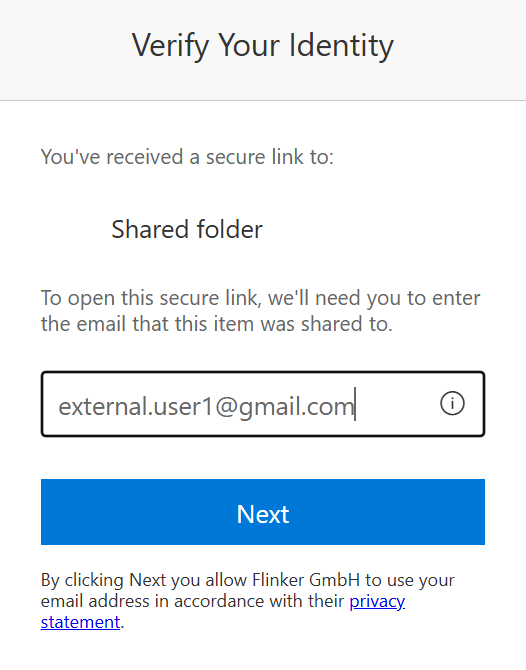 Verify Your Identity
You've received a secure link to:
Shared folder
To open this secure link, we'll need you to enter
the email that this item was shared to.
external.user1@gmail.com
Next
By clicking Next you allow Flinker GmbH to use your
email address in accordance with their privacy
statement.